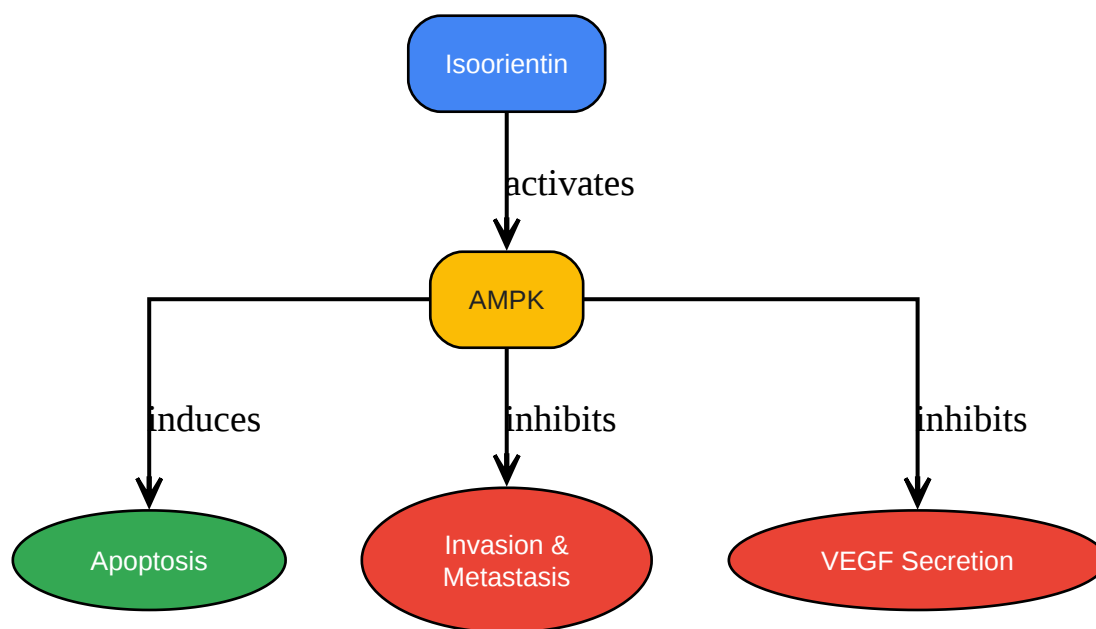 Isoorientin
activates
AMPK
induces
inhibits
inhibits
Apoptosis
Invasion &
Metastasis
VEGF Secretion